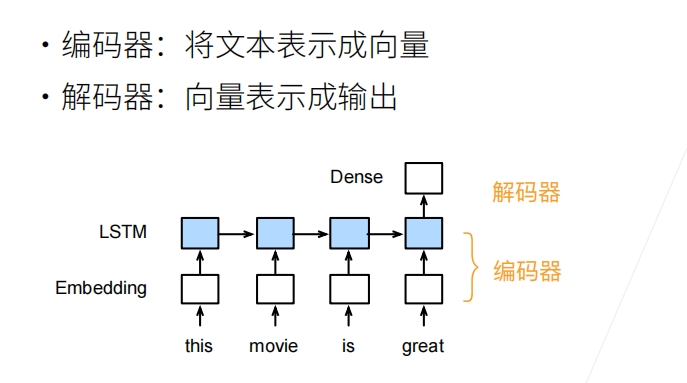 • 编码器：将文本表示成向量
• 解码器：向量表示成输出
Dense
解码器
LSTM
编码器
Embedding
this movie is great